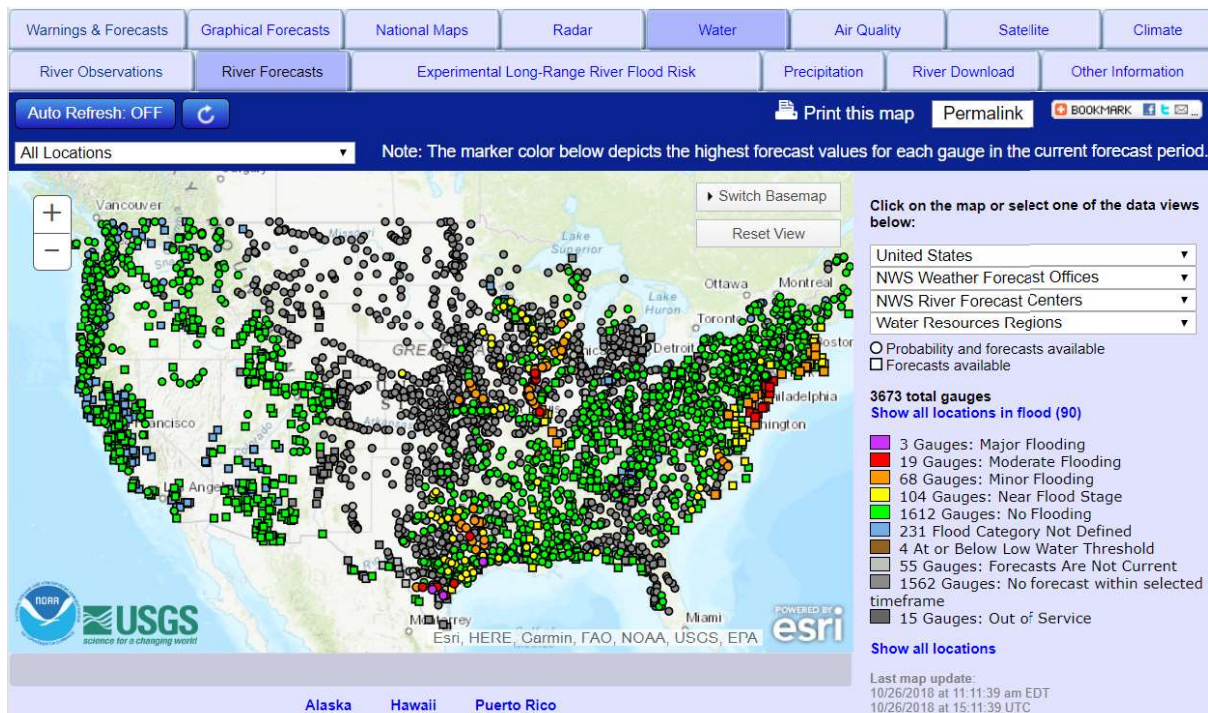 Warnings & Forecasts Graphical Forecasts National Maps Radar Water Air Quality Satellite Climate
River Observations River Forecasts Experimental Long-Range River Flood Risk Precipitation River Download Other Information
Auto Refresh: OFF Print this map Permalink BOOKMARK
All Locations Note: The marker color below depicts the highest forecast values for each gauge in the current forecast period.
+
−
Switch Basemap
Reset View
Vancouver
Lake
Superior
Ottawa Montreal
Lake
Huron
Toronto
Detroit
Boston
GRE
iladelphia
ington
ancisco
Angel
Miami
Esri, HERE, Garmin, FAO, NOAA, USGS, EPA
NOAA
USGS
science for a changing world
POWERED BY
esri
Click on the map or select one of the data views
below:
United States
NWS Weather Forecast Offices
NWS River Forecast Centers
Water Resources Regions
Probability and forecasts available
Forecasts available
3673 total gauges
Show all locations in flood (90)
3 Gauges: Major Flooding
19 Gauges: Moderate Flooding
68 Gauges: Minor Flooding
104 Gauges: Near Flood Stage
1612 Gauges: No Flooding
231 Flood Category Not Defined
4 At or Below Low Water Threshold
55 Gauges: Forecasts Are Not Current
1562 Gauges: No forecast within selected
timeframe
15 Gauges: Out of Service
Show all locations
Last map update:
10/26/2018 at 11:11:39 am EDT
10/26/2018 at 15:11:39 UTC
Alaska Hawaii Puerto Rico